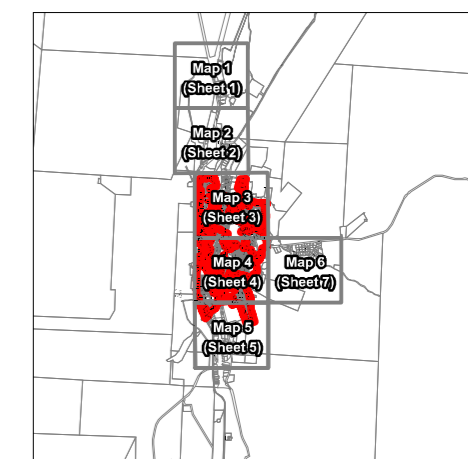 Map 1
(Sheet 1)
Map 2
(Sheet 2)
Map 3
(Sheet 3)
Map 4
(Sheet 4)
Map 6
(Sheet 7)
Map 5
(Sheet 5)